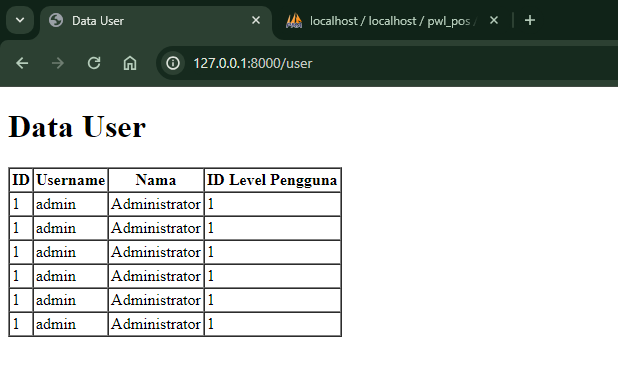 Data User
localhost / localhost / pwl_pos /
127.0.0.1:8000/user
Data User
ID Username Nama ID Level Pengguna
1 admin Administrator 1
1 admin Administrator 1
1 admin Administrator 1
1 admin Administrator 1
1 admin Administrator 1
1 admin Administrator 1